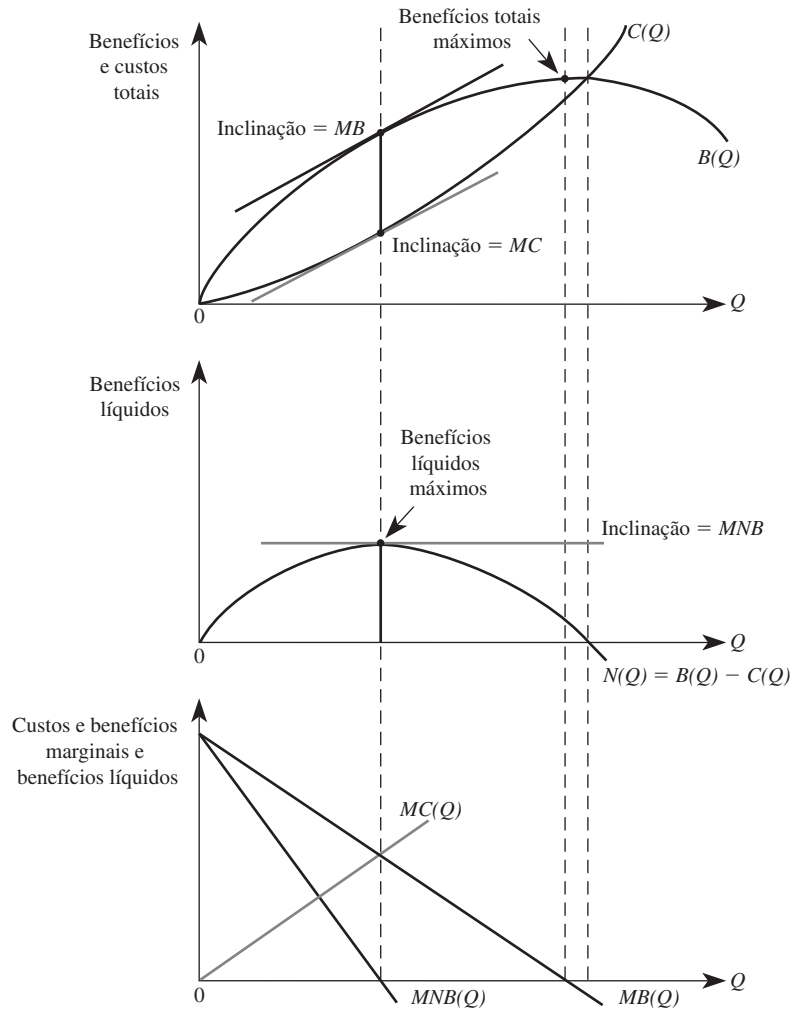 Benefícios
e custos
totais
Benefícios totais
máximos
C(Q)
Inclinação = MB
B(Q)
Inclinação = MC
0
Q
Benefícios
líquidos
Benefícios
líquidos
máximos
Inclinação = MNB
0
Q
N(Q) = B(Q) − C(Q)
Custos e benefícios
marginais e
benefícios líquidos
MC(Q)
0
Q
MNB(Q)
MB(Q)